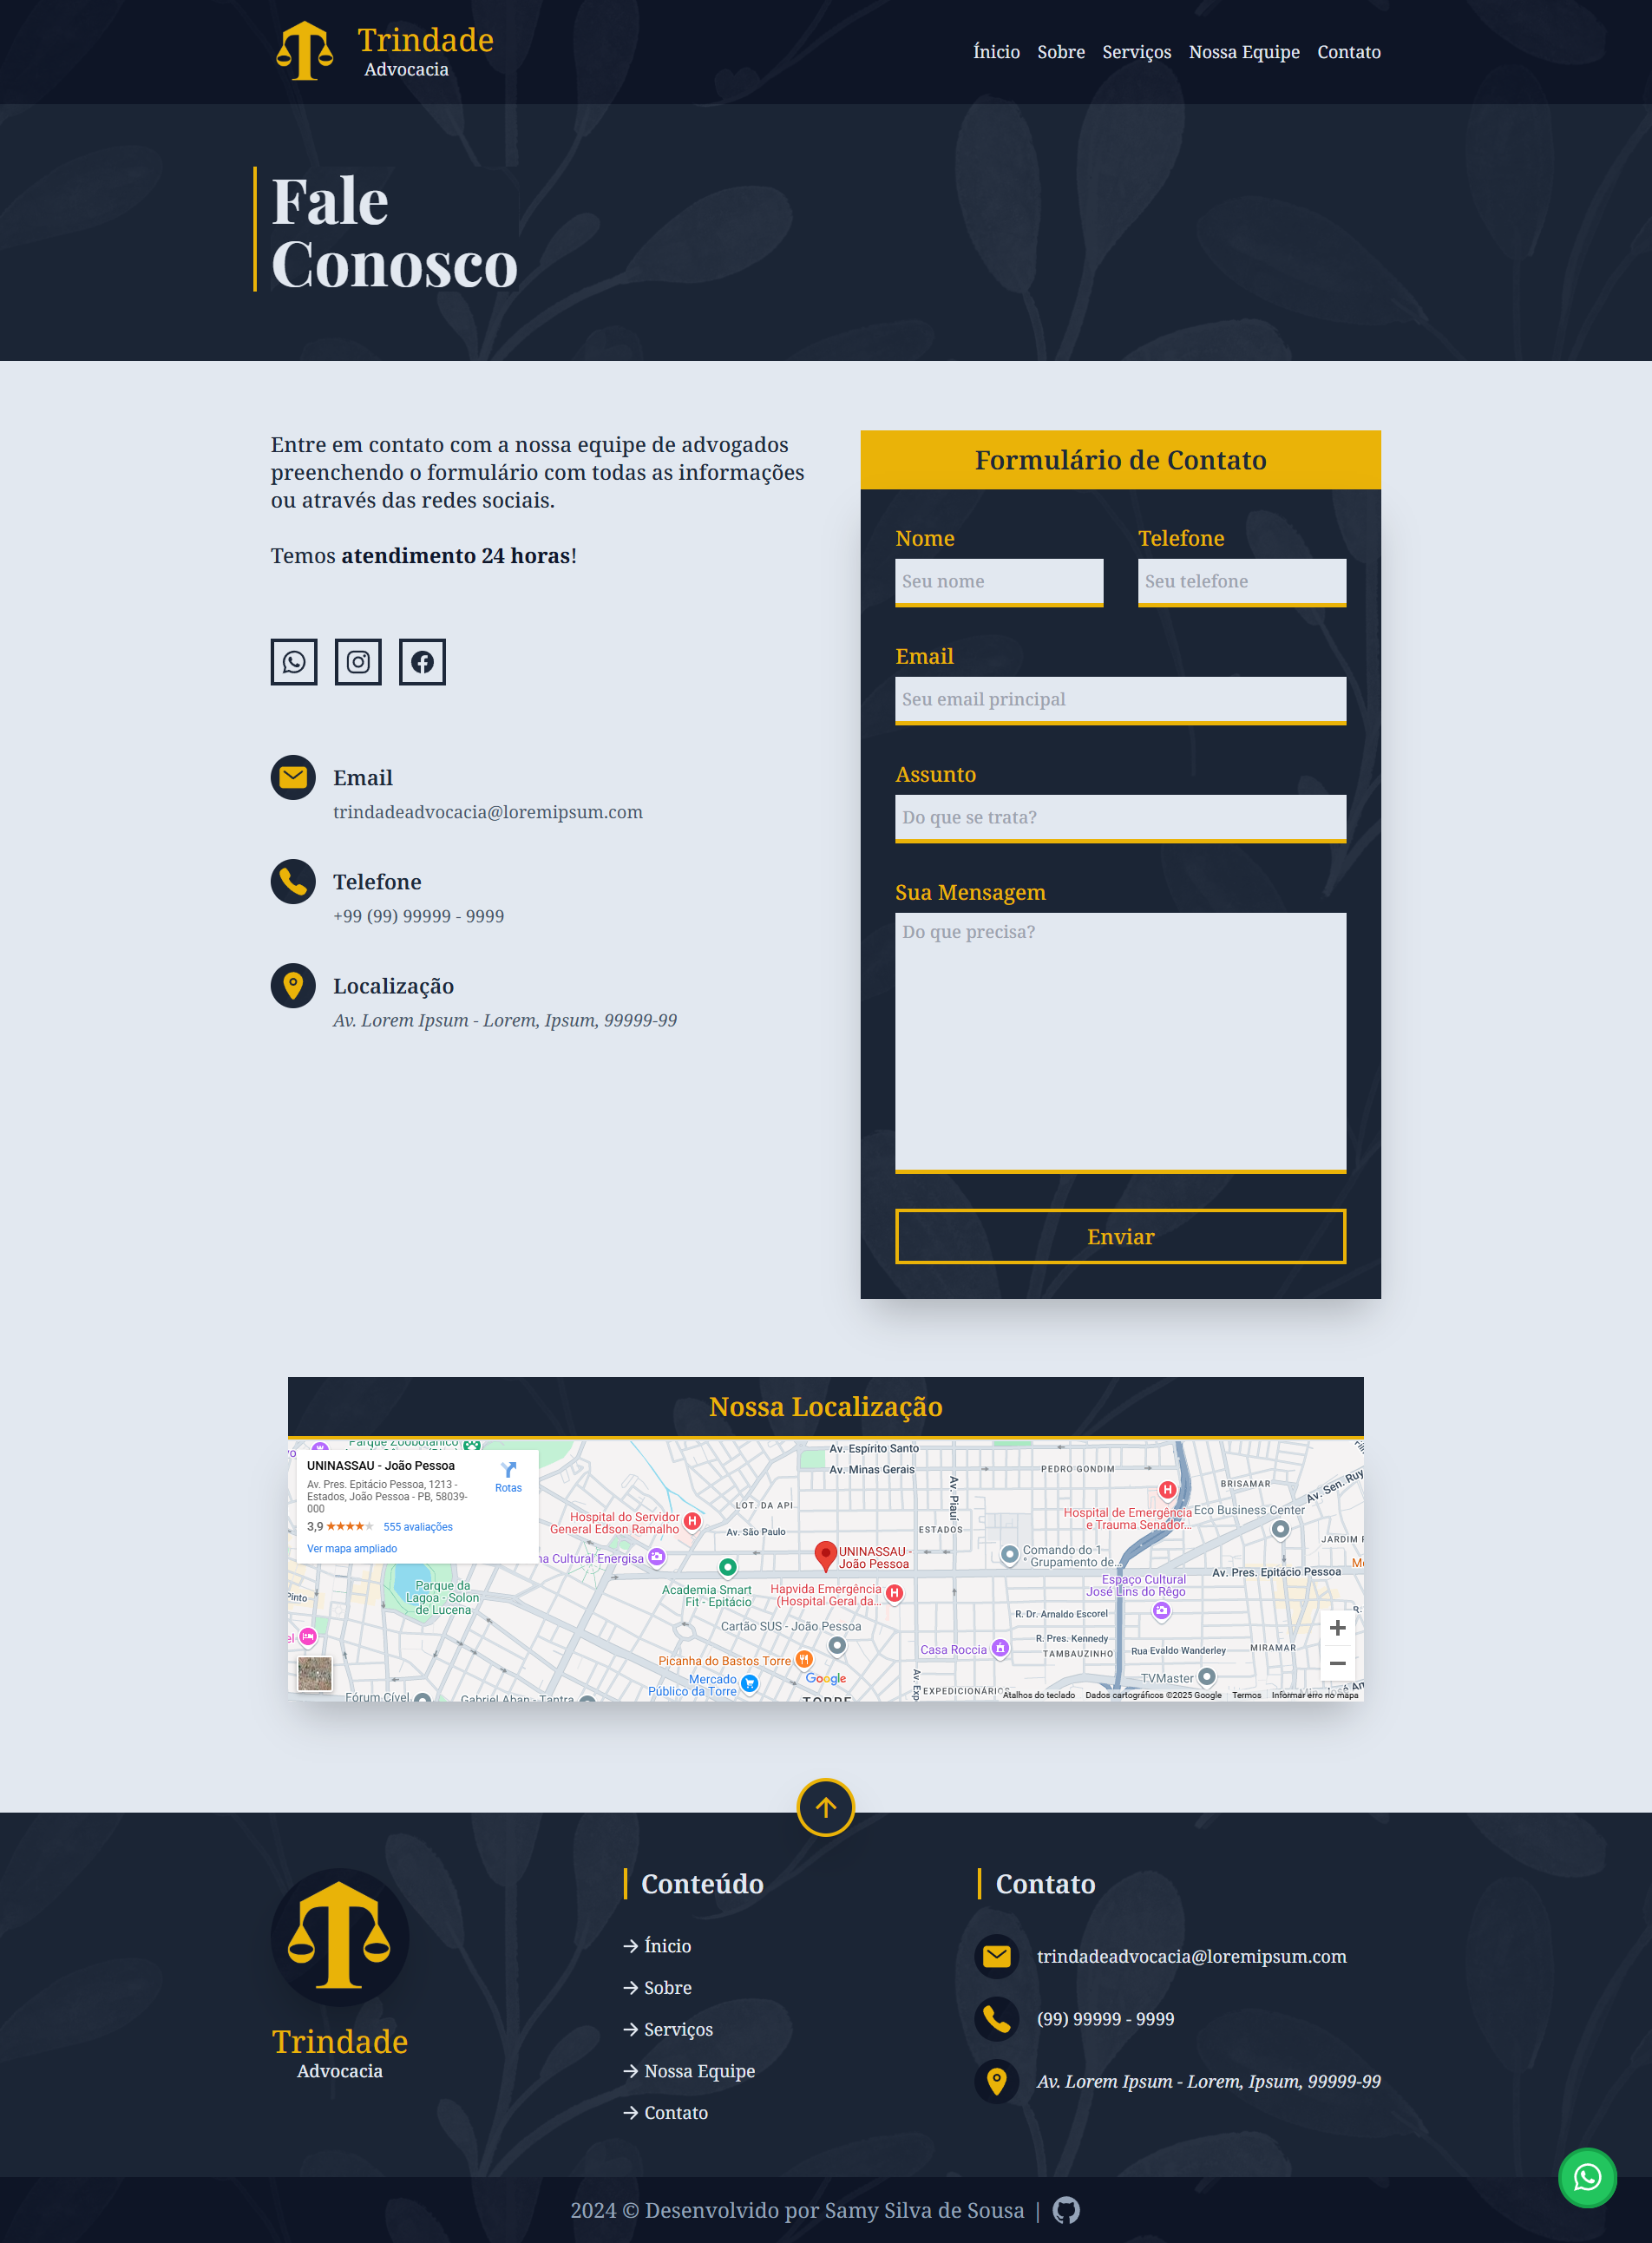 Trindade
Advocacia
Ínicio
Sobre
Serviços
Nossa Equipe
Contato
Fale
Conosco
Entre em contato com a nossa equipe de advogados
preenchendo o formulário com todas as informações
ou através das redes sociais.
Temos atendimento 24 horas!
Email
trindadeadvocacia@loremipsum.com
Telefone
+99 (99) 99999 - 9999
Localização
Av. Lorem Ipsum - Lorem, Ipsum, 99999-99
Formulário de Contato
Nome
Telefone
Seu nome
Seu telefone
Email
Seu email principal
Assunto
Do que se trata?
Sua Mensagem
Do que precisa?
Enviar
Nossa Localização
Parque Zoobotânico
UNINASSAU - João Pessoa
Av. Pres. Epitácio Pessoa, 1213 -
Estados, João Pessoa - PB, 58039-
000
Rotas
3,9
555 avaliações
Ver mapa ampliado
Av. Espírito Santo
Av. Minas Gerais
PEDRO GONDIM
BRISAMAR
Av. Sen. Ruy
Av. Piauí
LOT. DA API
Hospital do Servidor
General Edson Ramalho
Av. São Paulo
ESTADOS
Hospital de Emergência
e Trauma Senador...
Eco Business Center
JARDIM
na Cultural Energisa
UNINASSAU -
João Pessoa
Comando do 1
° Grupamento de...
Av. Pres. Epitácio Pessoa
Parque da
Lagoa - Solon
de Lucena
Pinto
Academia Smart
Fit - Epitácio
Hapvida Emergência
(Hospital Geral da...
Espaço Cultural
José Lins do Rêgo
R. Dr. Arnaldo Escorel
Cartão SUS - João Pessoa
Casa Roccia
R. Pres. Kennedy
TAMBAUZINHO
Rua Evaldo Wanderley
MIRAMAR
Picanha do Bastos Torre
Mercado
Público da Torre
Google
TVMaster
Fórum Cível
Gabriel Ahan - Tantra
TORRE
Av. Exp
EXPEDICIONÁRIOS
Atalhos do teclado
Dados cartográficos ©2025 Google
Termos
Informar erro no mapa
Trindade
Advocacia
Conteúdo
Ínicio
Sobre
Serviços
Nossa Equipe
Contato
Contato
trindadeadvocacia@loremipsum.com
(99) 99999 - 9999
Av. Lorem Ipsum - Lorem, Ipsum, 99999-99
2024 © Desenvolvido por Samy Silva de Sousa |